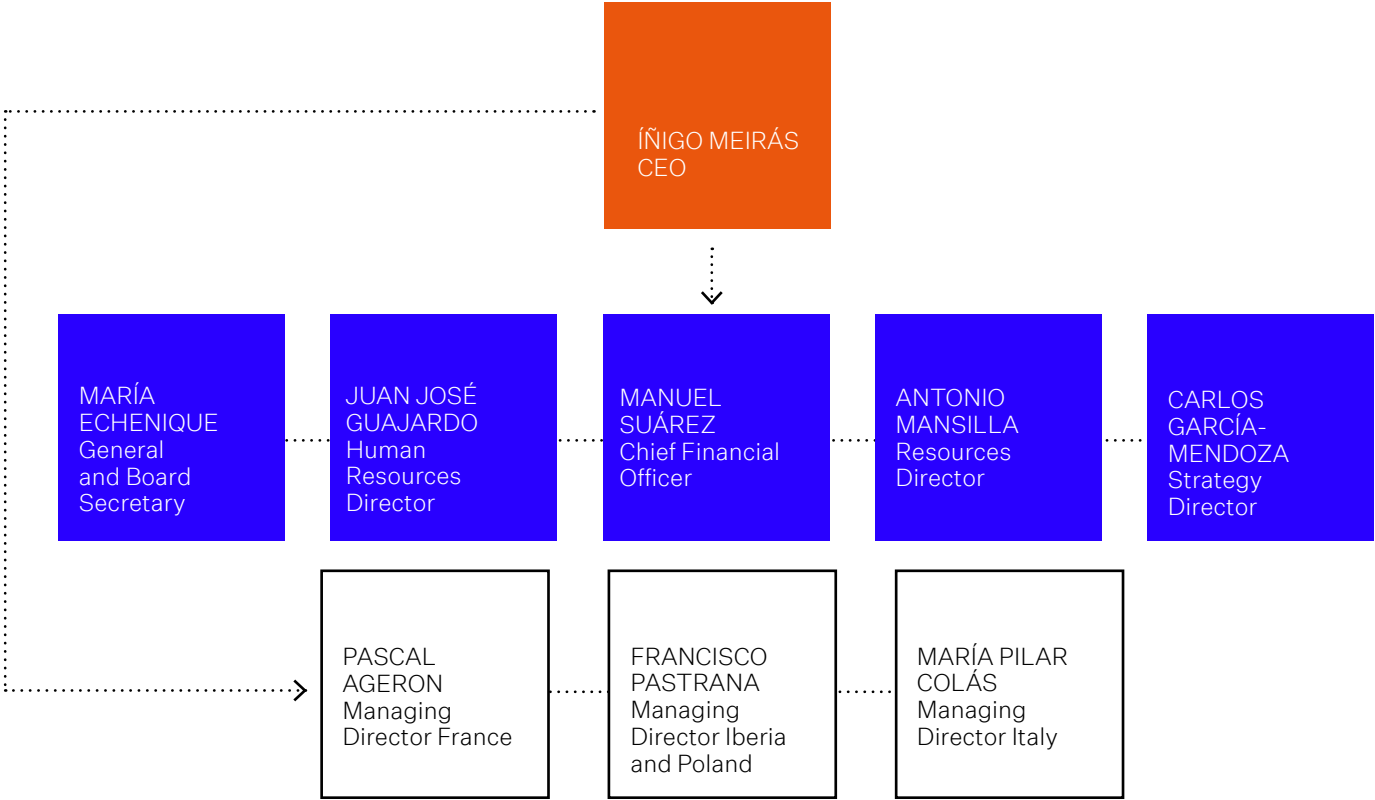 ÍÑIGO MEIRÁS
CEO
MARÍA
ECHENIQUE
General
and Board
Secretary
JUAN JOSÉ
GUAJARDO
Human
Resources
Director
MANUEL
SUÁREZ
Chief Financial
Officer
ANTONIO
MANSILLA
Resources
Director
CARLOS
GARCÍA-
MENDOZA
Strategy
Director
PASCAL
AGERON
Managing
Director France
FRANCISCO
PASTRANA
Managing
Director Iberia
and Poland
MARÍA PILAR
COLÁS
Managing
Director Italy